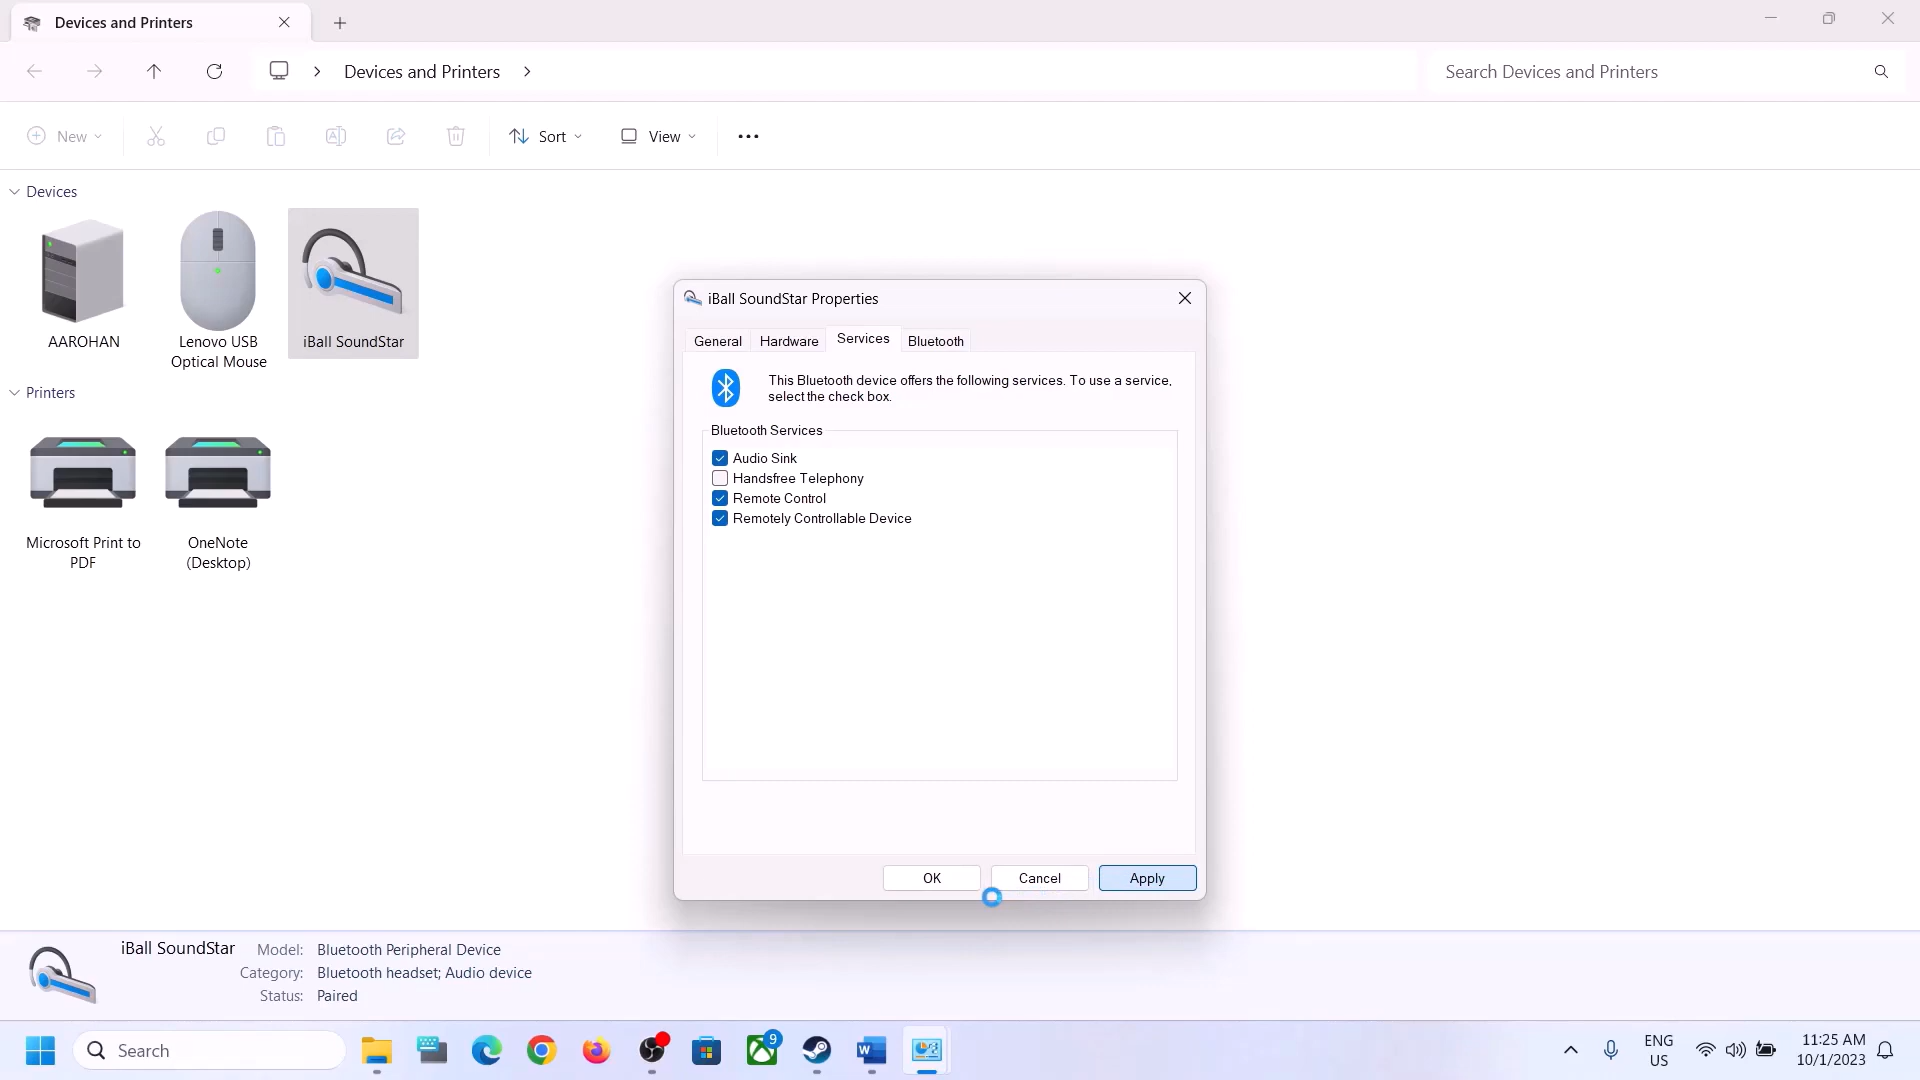 Devices and Printers
Devices and Printers
Search Devices and Printers
New
Sort
View
Devices
AAROHAN
Lenovo USB
Optical Mouse
iBall SoundStar
Printers
Microsoft Print to
PDF
OneNote
(Desktop)
iBall SoundStar Properties
General
Hardware
Services
Bluetooth
This Bluetooth device offers the following services. To use a service,
select the check box.
Bluetooth Services
Audio Sink
Handsfree Telephony
Remote Control
Remotely Controllable Device
OK
Cancel
Apply
iBall SoundStar
Model: Bluetooth Peripheral Device
Category: Bluetooth headset; Audio device
Status: Paired
Search
9
ENG
US
11:25 AM
10/1/2023